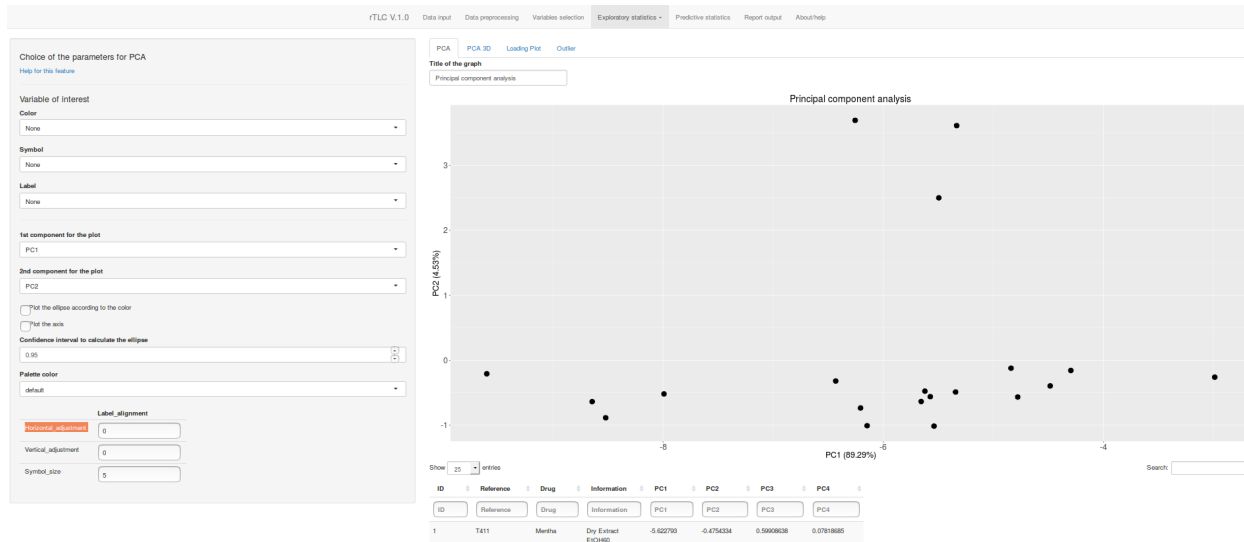 rTLC V.1.0 Data input Data preprocessing Variables selection Exploratory statistics Predictive statistics Report output About/help
Choice of the parameters for PCA
Help for this feature
Variable of interest
Color
None
Symbol
None
Label
None
1st component for the plot
PC1
2nd component for the plot
PC2
Plot the ellipse according to the color
Plot the axis
Confidence interval to calculate the ellipse
0.95
Palette color
default
Label_alignment
Horizontal_adjustment 0
Vertical_adjustment 0
Symbol_size 5
PCA PCA 3D Loading Plot Outlier
Title of the graph
Principal component analysis
Principal component analysis
3
2
1
0
-1
PC2 (4.53%)
-8 -6 -4
PC1 (89.29%)
Show 25 entries Search:
ID Reference Drug Information PC1 PC2 PC3 PC4
ID Reference Drug Information PC1 PC2 PC3 PC4
1 T411 Mentha Dry Extract -5.622793 -0.4754334 0.59908638 0.07818685
EtOH60